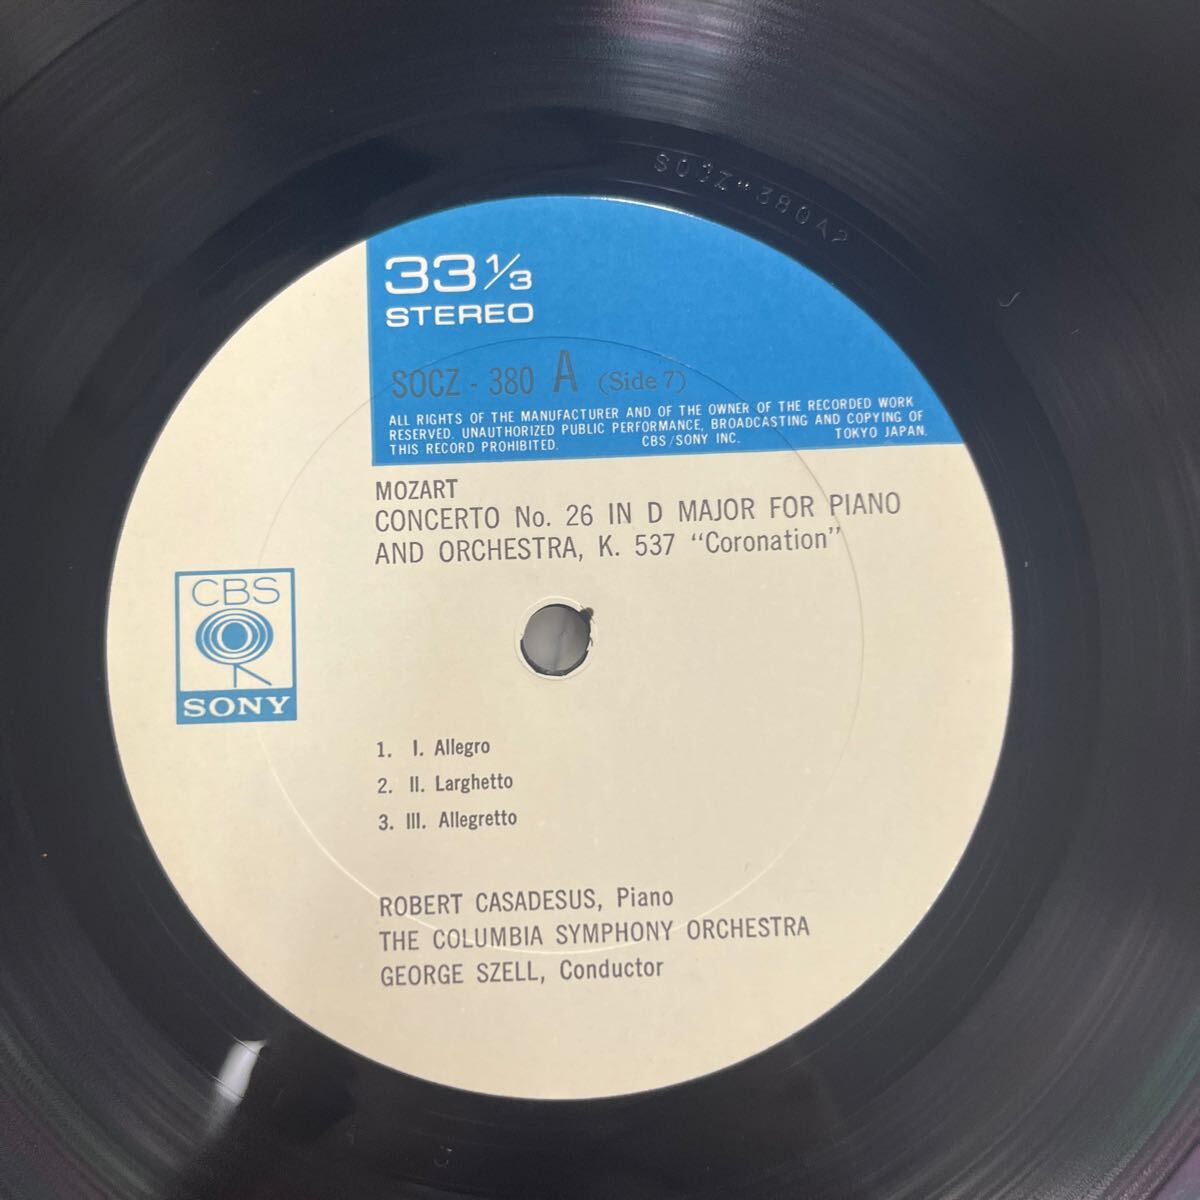 SOCZ-380A2
33 1/3
STEREO
SOCZ - 380 A (Side 7)
ALL RIGHTS OF THE MANUFACTURER AND OF THE OWNER OF THE RECORDED WORK
RESERVED. UNAUTHORIZED PUBLIC PERFORMANCE, BROADCASTING AND COPYING OF
THIS RECORD PROHIBITED. CBS/SONY INC. TOKYO JAPAN.
MOZART
CONCERTO No. 26 IN D MAJOR FOR PIANO
AND ORCHESTRA, K. 537 "Coronation"
CBS
SONY
1. I. Allegro
2. II. Larghetto
3. III. Allegretto
ROBERT CASADESUS, Piano
THE COLUMBIA SYMPHONY ORCHESTRA
GEORGE SZELL, Conductor